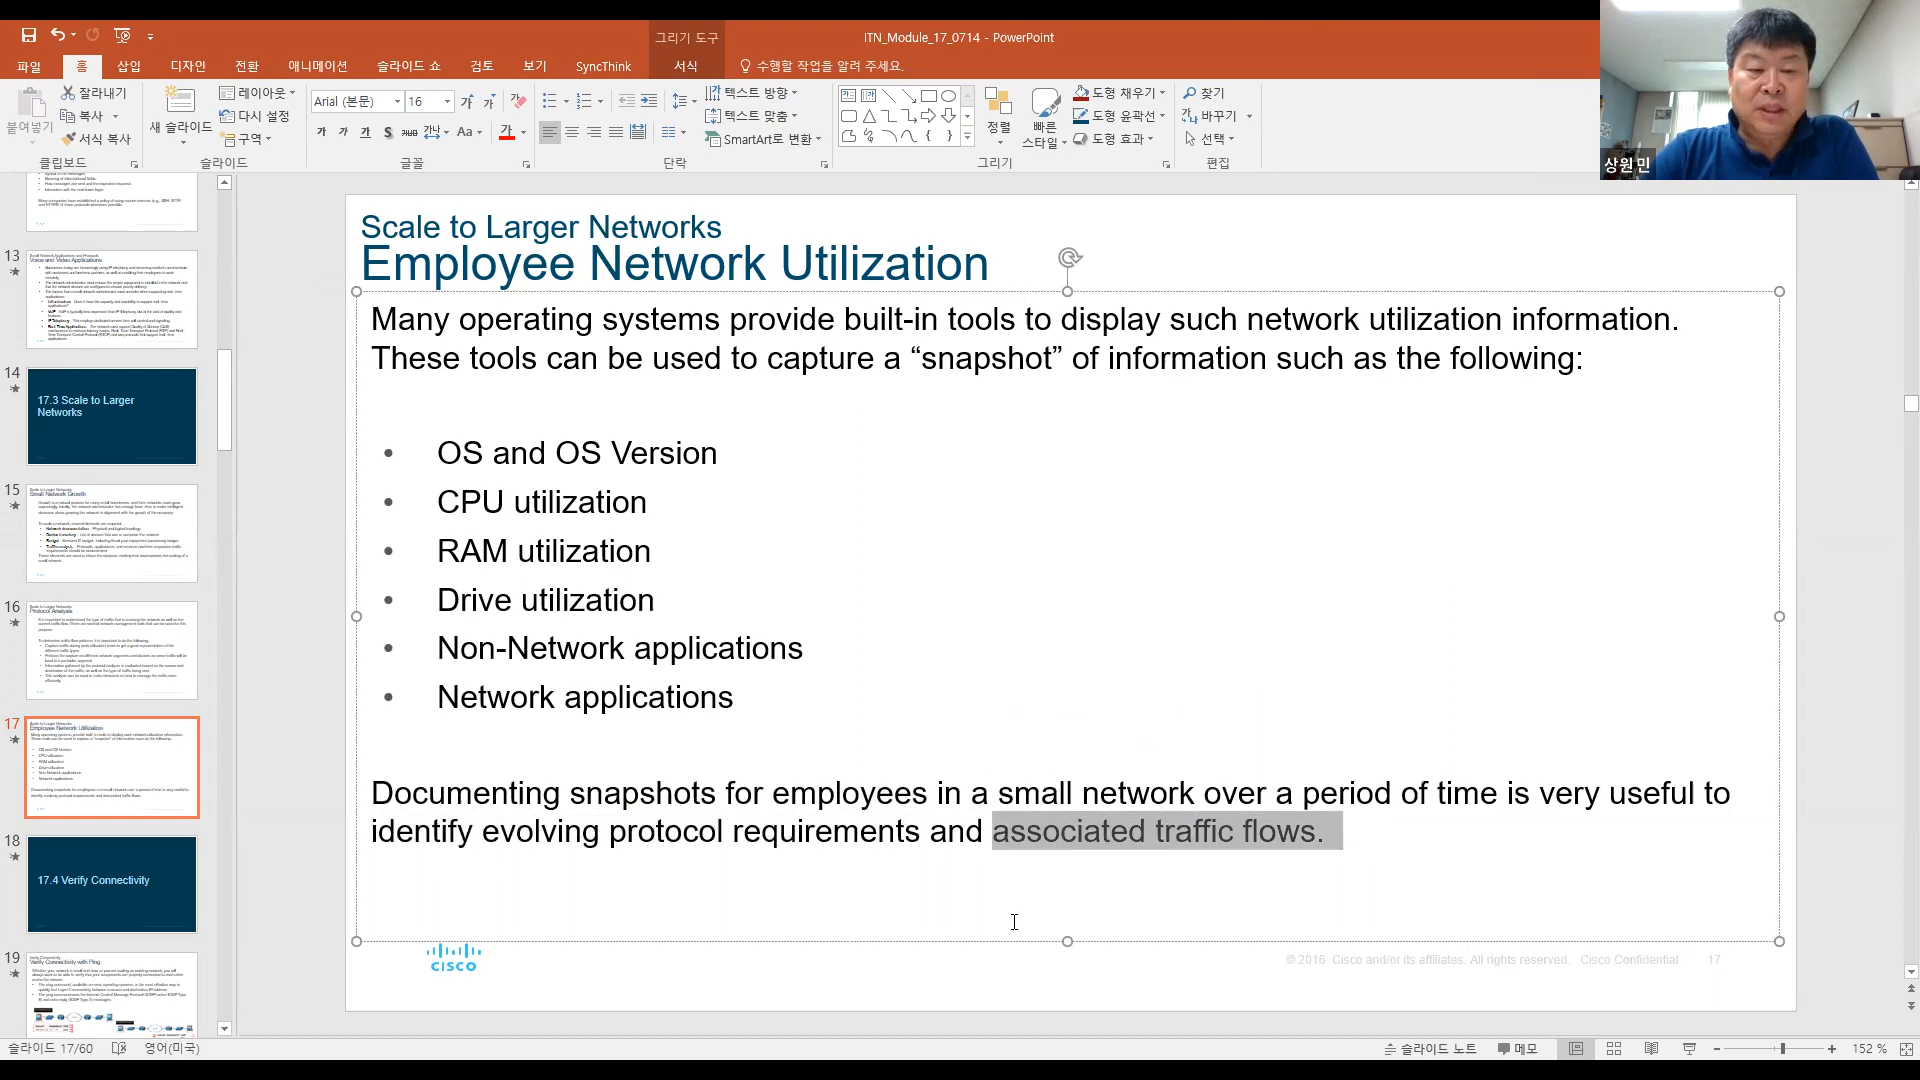 그리기 도구
ITN_Module_17_0714 - PowerPoint
파일 홈 삽입 디자인 전환 애니메이션 슬라이드 쇼 검토 보기 SyncThink 서식 수행할 작업을 알려 주세요.
붙여넣기
잘라내기
복사
서식 복사
클립보드
새 슬라이드
레이아웃
다시 설정
구역
슬라이드
Arial (본문) 16
가 가 가 S abc 가 Aa 가
글꼴
텍스트 방향
텍스트 맞춤
SmartArt로 변환
단락
정렬
빠른 스타일
도형 채우기
도형 윤곽선
도형 효과
그리기
찾기
바꾸기
선택
편집
상원 민
13
Voice and Video Applications
14
17.3 Scale to Larger
Networks
15
Small Network Growth
16
Protocol Analysis
17
Employee Network Utilization
18
17.4 Verify Connectivity
19
Verify Connectivity with Ping
Scale to Larger Networks
Employee Network Utilization
Many operating systems provide built-in tools to display such network utilization information.
These tools can be used to capture a “snapshot” of information such as the following:
• OS and OS Version
• CPU utilization
• RAM utilization
• Drive utilization
• Non-Network applications
• Network applications
Documenting snapshots for employees in a small network over a period of time is very useful to
identify evolving protocol requirements and associated traffic flows.
CISCO
© 2016 Cisco and/or its affiliates. All rights reserved. Cisco Confidential 17
슬라이드 17/60 영어(미국) 슬라이드 노트 메모 152 %